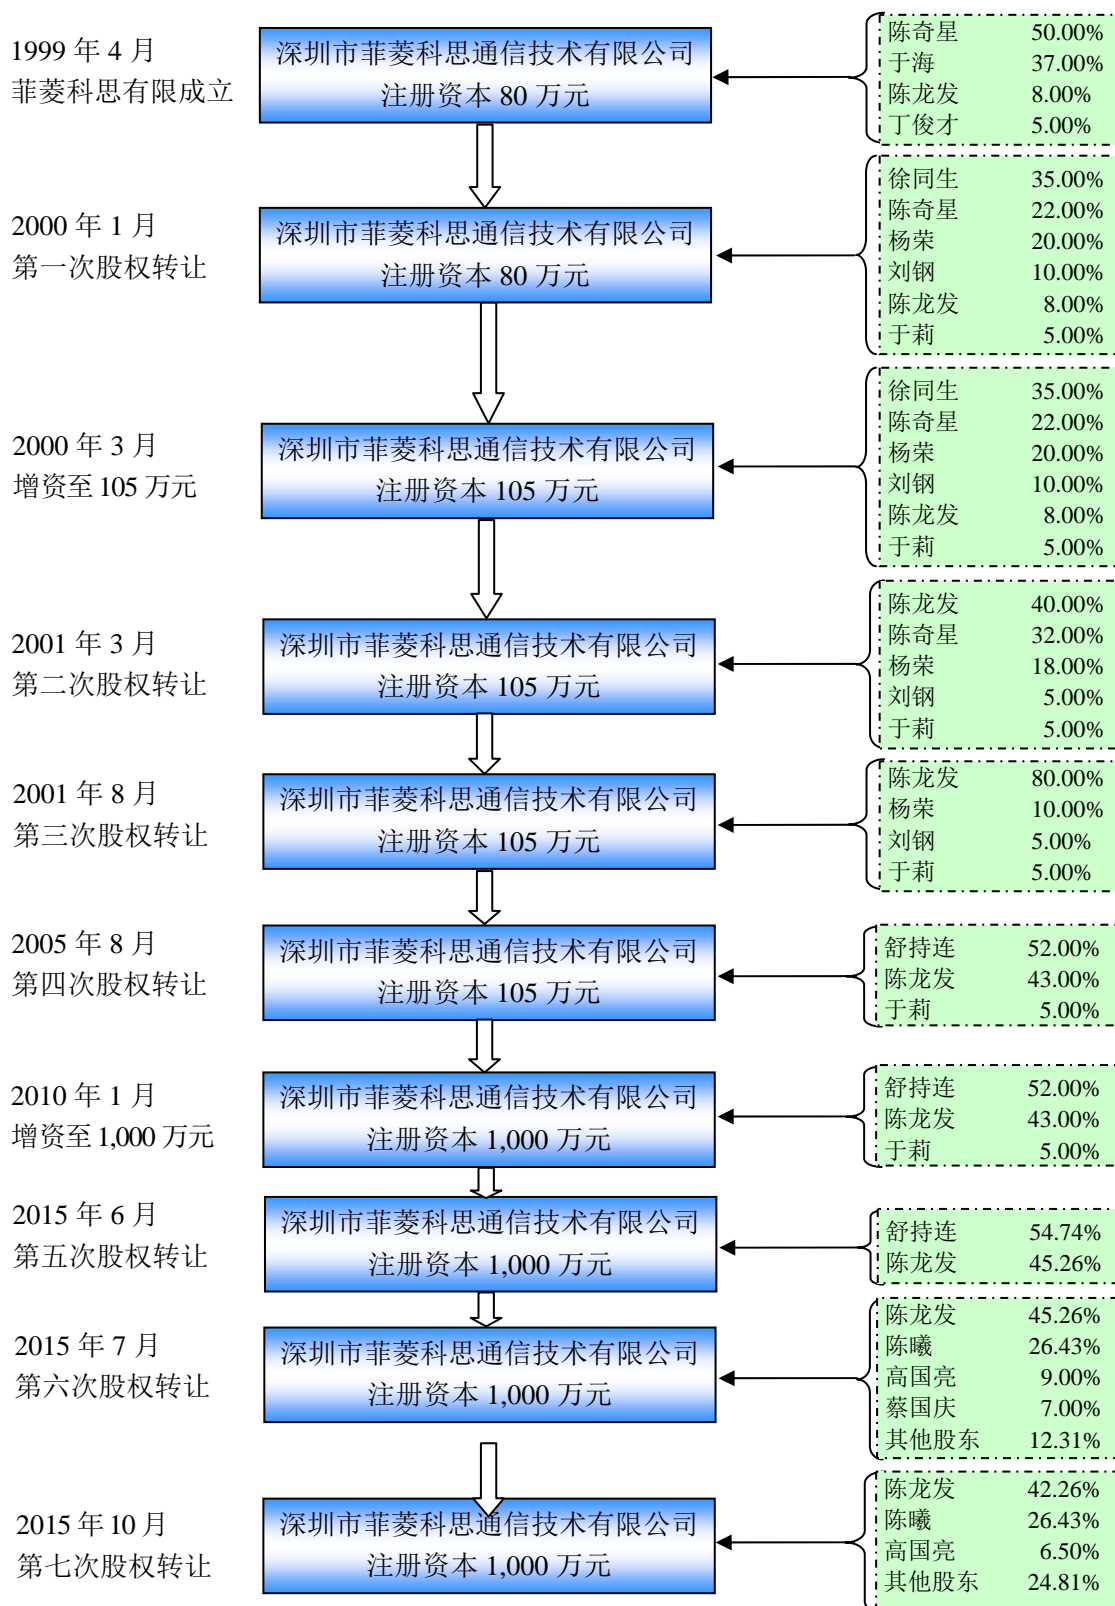 1999 年 4 月
菲菱科思有限成立
深圳市菲菱科思通信技术有限公司
注册资本 80 万元
陈奇星 50.00%
于海 37.00%
陈龙发 8.00%
丁俊才 5.00%
2000 年 1 月
第一次股权转让
深圳市菲菱科思通信技术有限公司
注册资本 80 万元
徐同生 35.00%
陈奇星 22.00%
杨荣 20.00%
刘钢 10.00%
陈龙发 8.00%
于莉 5.00%
2000 年 3 月
增资至 105 万元
深圳市菲菱科思通信技术有限公司
注册资本 105 万元
徐同生 35.00%
陈奇星 22.00%
杨荣 20.00%
刘钢 10.00%
陈龙发 8.00%
于莉 5.00%
2001 年 3 月
第二次股权转让
深圳市菲菱科思通信技术有限公司
注册资本 105 万元
陈龙发 40.00%
陈奇星 32.00%
杨荣 18.00%
刘钢 5.00%
于莉 5.00%
2001 年 8 月
第三次股权转让
深圳市菲菱科思通信技术有限公司
注册资本 105 万元
陈龙发 80.00%
杨荣 10.00%
刘钢 5.00%
于莉 5.00%
2005 年 8 月
第四次股权转让
深圳市菲菱科思通信技术有限公司
注册资本 105 万元
舒持连 52.00%
陈龙发 43.00%
于莉 5.00%
2010 年 1 月
增资至 1,000 万元
深圳市菲菱科思通信技术有限公司
注册资本 1,000 万元
舒持连 52.00%
陈龙发 43.00%
于莉 5.00%
2015 年 6 月
第五次股权转让
深圳市菲菱科思通信技术有限公司
注册资本 1,000 万元
舒持连 54.74%
陈龙发 45.26%
2015 年 7 月
第六次股权转让
深圳市菲菱科思通信技术有限公司
注册资本 1,000 万元
陈龙发 45.26%
陈曦 26.43%
高国亮 9.00%
蔡国庆 7.00%
其他股东 12.31%
2015 年 10 月
第七次股权转让
深圳市菲菱科思通信技术有限公司
注册资本 1,000 万元
陈龙发 42.26%
陈曦 26.43%
高国亮 6.50%
其他股东 24.81%